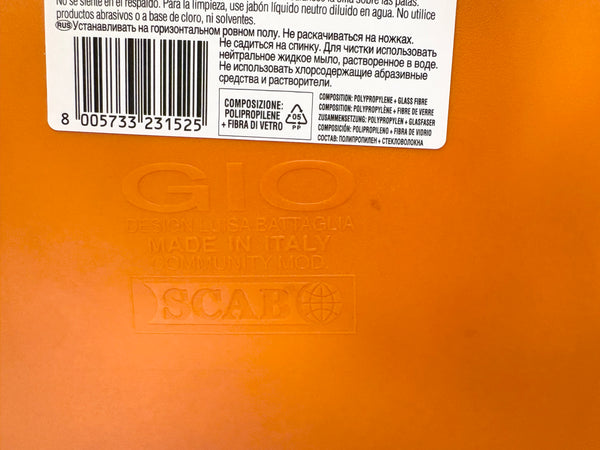 No se siente en el respaldo. Para la limpieza, use jabón líquido neutro diluido en agua. No utilice
productos abrasivos o a base de cloro, ni solventes.
RUS Устанавливать на горизонтальном ровном полу. Не раскачиваться на ножках.
Не садиться на спинку. Для чистки использовать
нейтральное жидкое мыло, растворенное в воде.
Не использовать хлорсодержащие абразивные
средства и растворители.
8 005733 231525
COMPOSIZIONE:
POLIPROPILENE
+ FIBRA DI VETRO
05
PP
COMPOSITION: POLYPROPYLENE + GLASS FIBRE
COMPOSITION: POLYPROPYLÈNE + FIBRE DE VERRE
ZUSAMMENSETZUNG: POLYPROPYLEN + GLASFASER
COMPOSICIÓN: POLIPROPILENO + FIBRA DE VIDRIO
СОСТАВ: ПОЛИПРОПИЛЕН + СТЕКЛОВОЛОКНА
GIO
DESIGN LUISA BATTAGLIA
MADE IN ITALY
COMMUNITY MOD.
SCAB